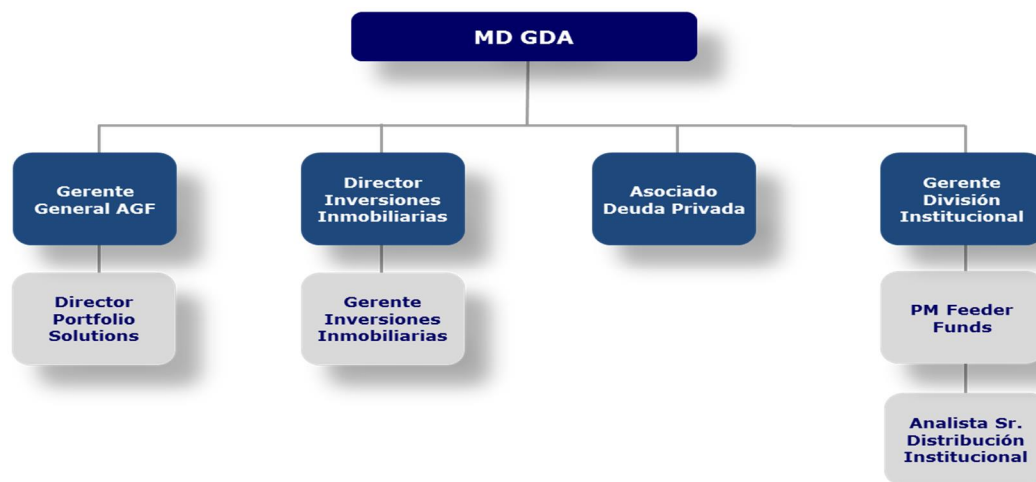 MD GDA
Gerente
General AGF
Director
Inversiones
Inmobiliarias
Asociado
Deuda Privada
Gerente
División
Institucional
Director
Portfolio
Solutions
Gerente
Inversiones
Inmobiliarias
PM Feeder
Funds
Analista Sr.
Distribución
Institucional